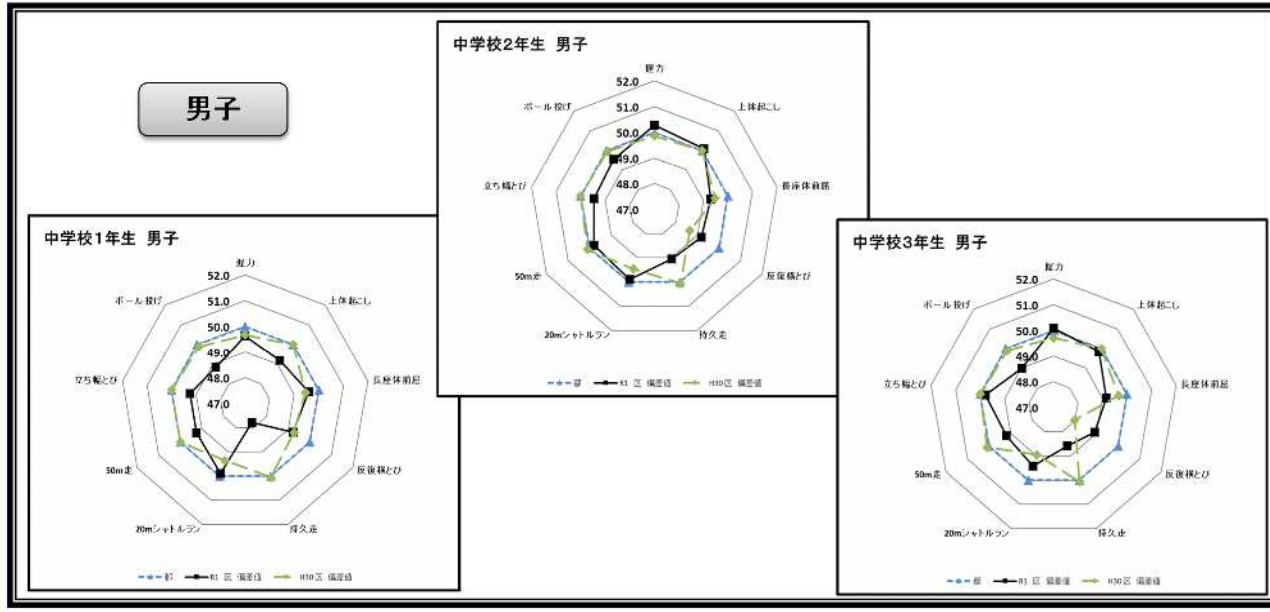 男子
中学校1年生 男子
握力
52.0
51.0
50.0
49.0
48.0
47.0
上体起こし
長座体前屈
反復横とび
持久走
20mシャトルラン
50m走
立ち幅とび
ボール投げ
都
R1 区 偏差値
H30 区 偏差値
中学校2年生 男子
握力
52.0
51.0
50.0
49.0
48.0
47.0
上体起こし
長座体前屈
反復横とび
持久走
20mシャトルラン
50m走
立ち幅とび
ボール投げ
都
R1 区 偏差値
H30 区 偏差値
中学校3年生 男子
握力
52.0
51.0
50.0
49.0
48.0
47.0
上体起こし
長座体前屈
反復横とび
持久走
20mシャトルラン
50m走
立ち幅とび
ボール投げ
都
R1 区 偏差値
H30 区 偏差値